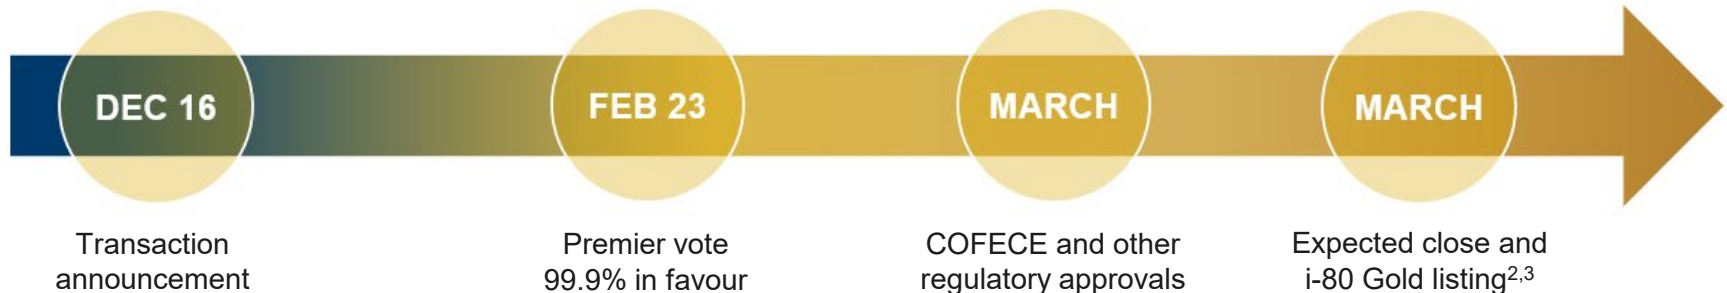 DEC 16
FEB 23
MARCH
MARCH
Transaction
announcement
Premier vote
99.9% in favour
COFECE and other
regulatory approvals
Expected close and
i-80 Gold listing2,3